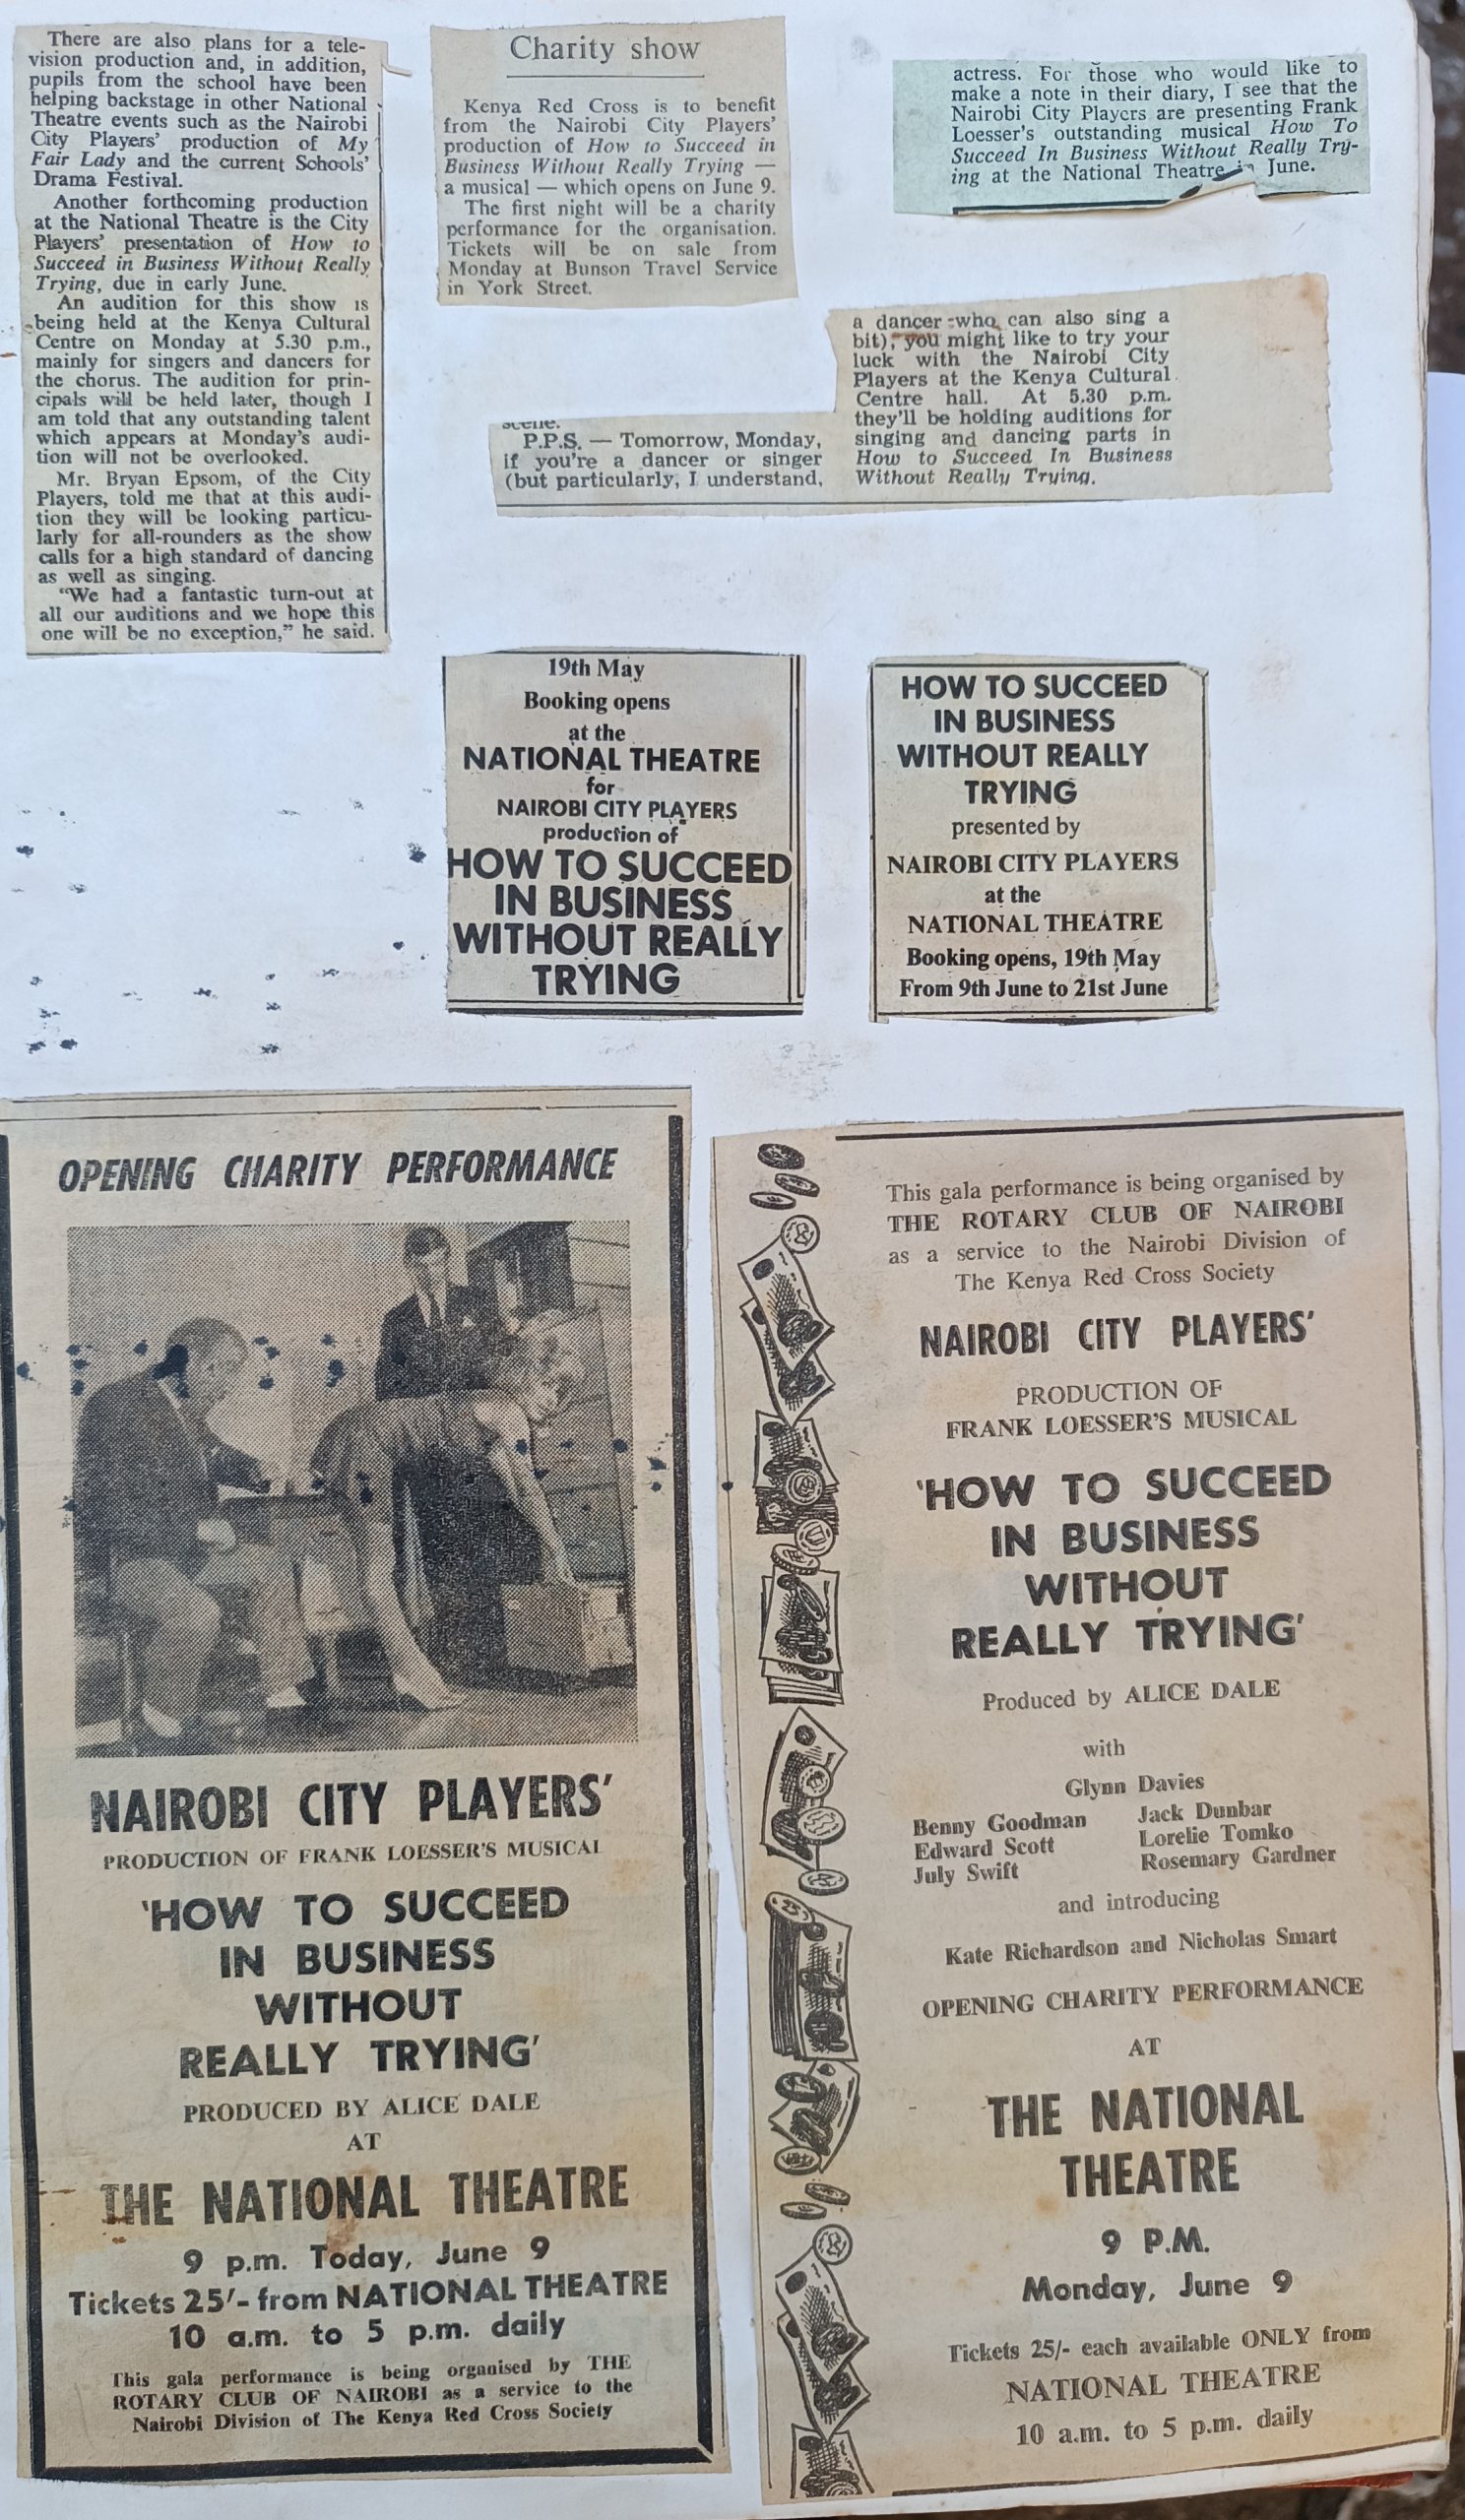 There are also plans for a tele-
vision production and, in addition,
pupils from the school have been
helping backstage in other National
Theatre events such as the Nairobi
City Players' production of My
Fair Lady and the current Schools'
Drama Festival.
Another forthcoming production
at the National Theatre is the City
Players' presentation of How to
Succeed in Business Without Really
Trying, due in early June.
An audition for this show is
being held at the Kenya Cultural
Centre on Monday at 5.30 p.m.,
mainly for singers and dancers for
the chorus. The audition for prin-
cipals will be held later, though I
am told that any outstanding talent
which appears at Monday's audi-
tion will not be overlooked.
Mr. Bryan Epsom, of the City
Players, told me that at this audi-
tion they will be looking particu-
larly for all-rounders as the show
calls for a high standard of dancing
as well as singing.
"We had a fantastic turn-out at
all our auditions and we hope this
one will be no exception," he said.
Charity show
Kenya Red Cross is to benefit
from the Nairobi City Players'
production of How to Succeed in
Business Without Really Trying —
a musical — which opens on June 9.
The first night will be a charity
performance for the organisation.
Tickets will be on sale from
Monday at Bunson Travel Service
in York Street.
actress. For those who would like to
make a note in their diary, I see that the
Nairobi City Players are presenting Frank
Loesser's outstanding musical How To
Succeed In Business Without Really Try-
ing at the National Theatre in June.
scene.
P.P.S. — Tomorrow, Monday,
if you're a dancer or singer
(but particularly, I understand,
a dancer who can also sing a
bit), you might like to try your
luck with the Nairobi City
Players at the Kenya Cultural
Centre hall. At 5.30 p.m.
they'll be holding auditions for
singing and dancing parts in
How to Succeed In Business
Without Really Trying.
19th May
Booking opens
at the
NATIONAL THEATRE
for
NAIROBI CITY PLAYERS
production of
HOW TO SUCCEED
IN BUSINESS
WITHOUT REALLY
TRYING
HOW TO SUCCEED
IN BUSINESS
WITHOUT REALLY
TRYING
presented by
NAIROBI CITY PLAYERS
at the
NATIONAL THEATRE
Booking opens, 19th May
From 9th June to 21st June
OPENING CHARITY PERFORMANCE
NAIROBI CITY PLAYERS'
PRODUCTION OF FRANK LOESSER'S MUSICAL
'HOW TO SUCCEED
IN BUSINESS
WITHOUT
REALLY TRYING'
PRODUCED BY ALICE DALE
AT
THE NATIONAL THEATRE
9 p.m. Today, June 9
Tickets 25/- from NATIONAL THEATRE
10 a.m. to 5 p.m. daily
This gala performance is being organised by THE
ROTARY CLUB OF NAIROBI as a service to the
Nairobi Division of The Kenya Red Cross Society
This gala performance is being organised by
THE ROTARY CLUB OF NAIROBI
as a service to the Nairobi Division of
The Kenya Red Cross Society
NAIROBI CITY PLAYERS'
PRODUCTION OF
FRANK LOESSER'S MUSICAL
'HOW TO SUCCEED
IN BUSINESS
WITHOUT
REALLY TRYING'
Produced by ALICE DALE
with
Glynn Davies
Benny Goodman Jack Dunbar
Edward Scott Lorelie Tomko
July Swift Rosemary Gardner
and introducing
Kate Richardson and Nicholas Smart
OPENING CHARITY PERFORMANCE
AT
THE NATIONAL
THEATRE
9 P.M.
Monday, June 9
Tickets 25/- each available ONLY from
NATIONAL THEATRE
10 a.m. to 5 p.m. daily